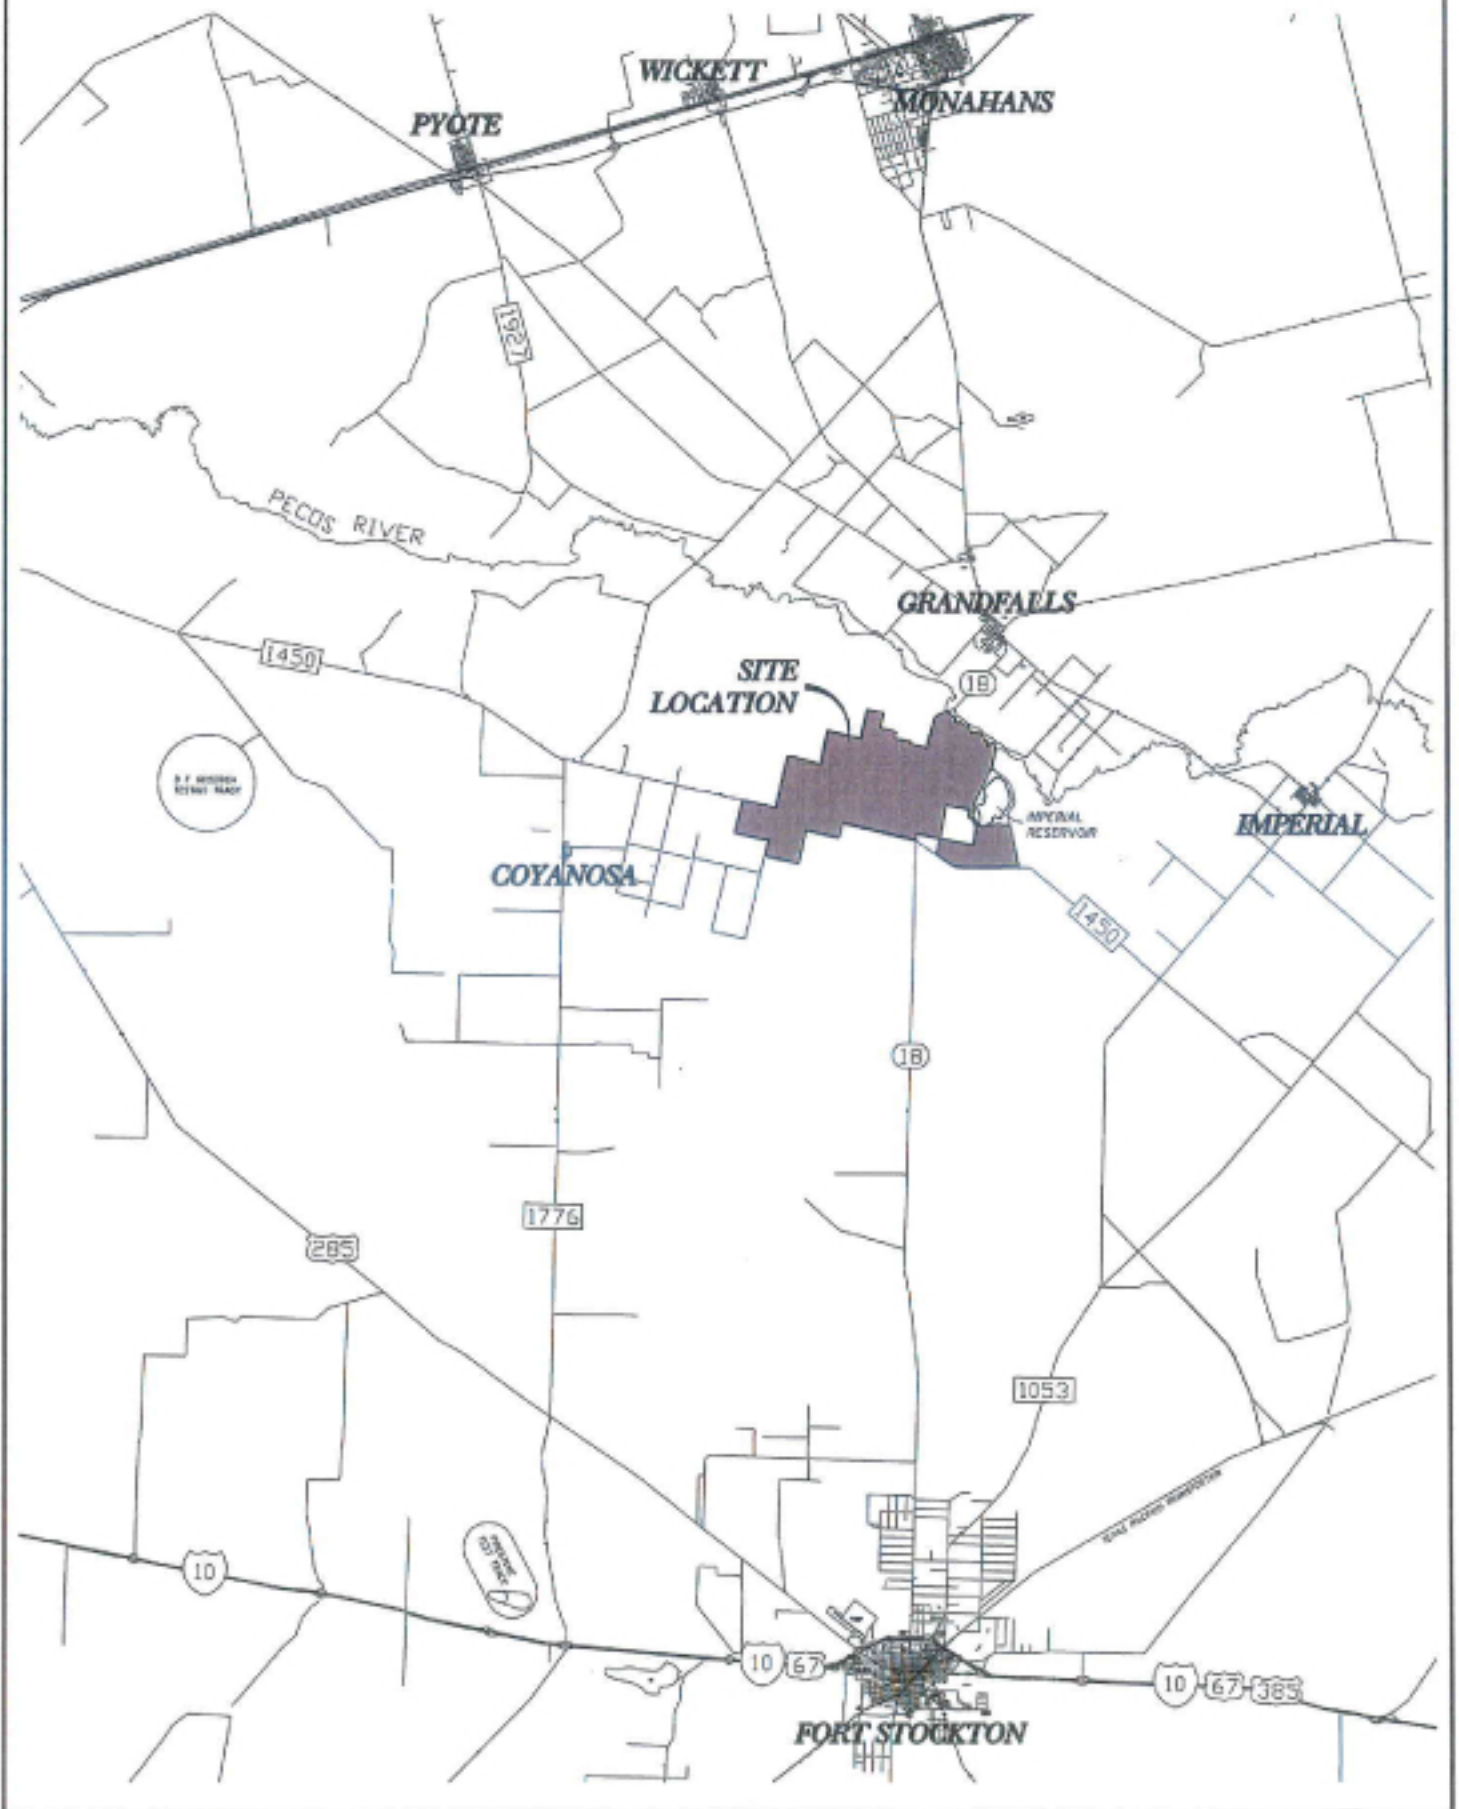 WICKETT
MONAHANS
PYOTE
1927
PECOS RIVER
GRANDFALLS
1450
SITE
LOCATION
18
IMPERIAL
RESERVOIR
IMPERIAL
COYANOSA
1450
18
1776
285
1053
10
10
67
10
67
385
FORT STOCKTON